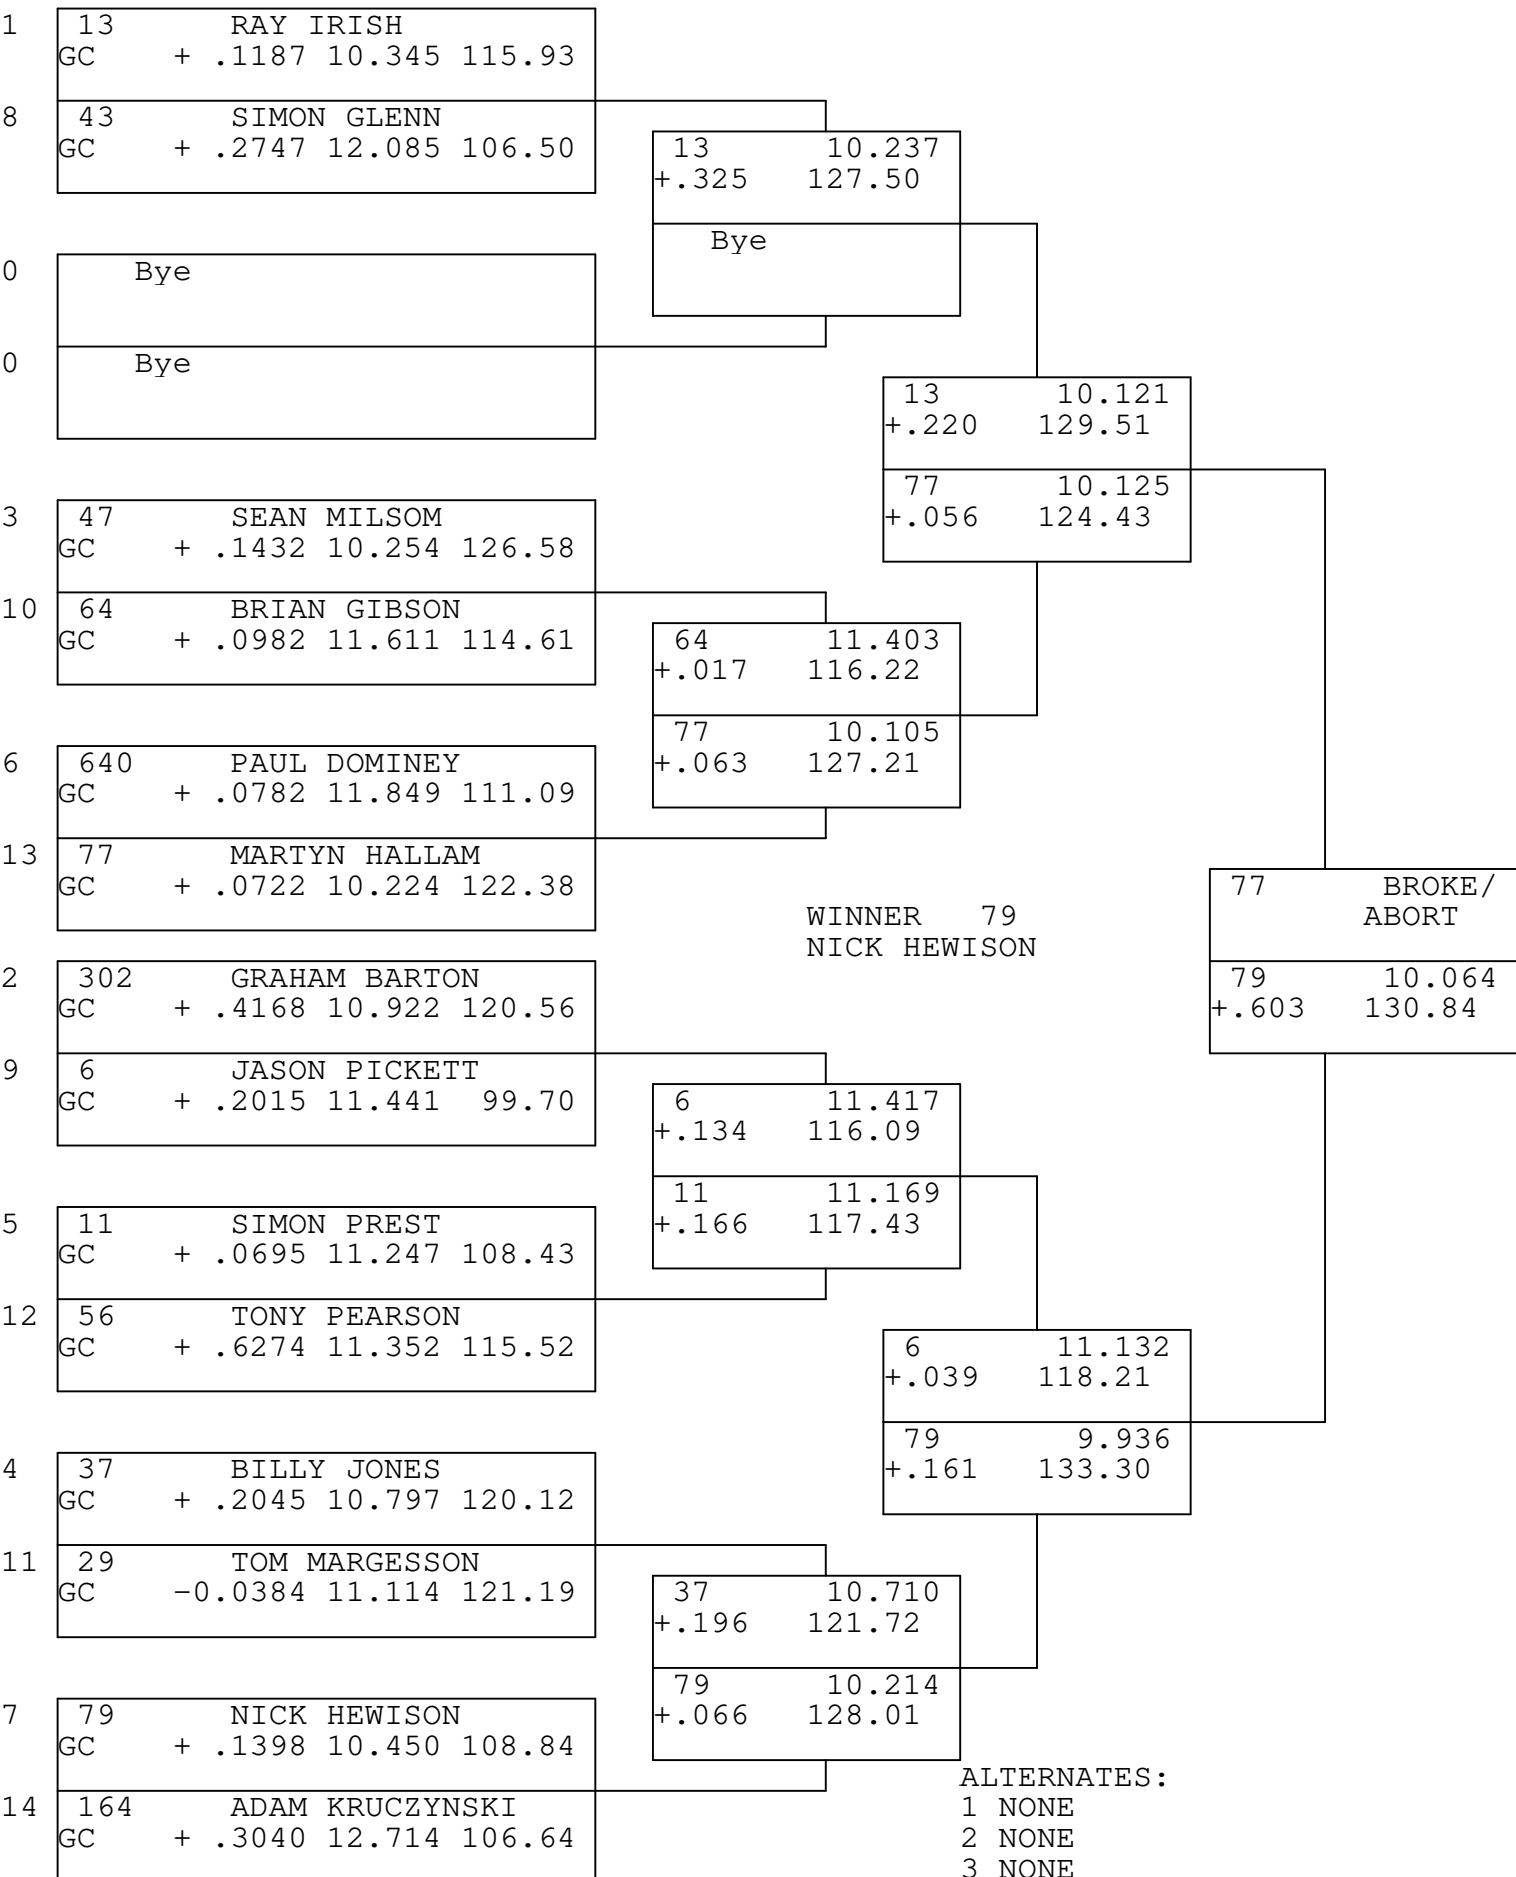 1 13 RAY IRISH
GC + .1187 10.345 115.93
8 43 SIMON GLENN
GC + .2747 12.085 106.50
0 Bye
0 Bye
3 47 SEAN MILSOM
GC + .1432 10.254 126.58
10 64 BRIAN GIBSON
GC + .0982 11.611 114.61
6 640 PAUL DOMINEY
GC + .0782 11.849 111.09
13 77 MARTYN HALLAM
GC + .0722 10.224 122.38
2 302 GRAHAM BARTON
GC + .4168 10.922 120.56
9 6 JASON PICKETT
GC + .2015 11.441 99.70
5 11 SIMON PREST
GC + .0695 11.247 108.43
12 56 TONY PEARSON
GC + .6274 11.352 115.52
4 37 BILLY JONES
GC + .2045 10.797 120.12
11 29 TOM MARGESSON
GC -0.0384 11.114 121.19
7 79 NICK HEWISON
GC + .1398 10.450 108.84
14 164 ADAM KRUCZYNSKI
GC + .3040 12.714 106.64
13 10.237
+.325 127.50
Bye
64 11.403
+.017 116.22
77 10.105
+.063 127.21
6 11.417
+.134 116.09
11 11.169
+.166 117.43
37 10.710
+.196 121.72
79 10.214
+.066 128.01
13 10.121
+.220 129.51
77 10.125
+.056 124.43
6 11.132
+.039 118.21
79 9.936
+.161 133.30
77 BROKE/
ABORT
79 10.064
+.603 130.84
WINNER 79
NICK HEWISON
ALTERNATES:
1 NONE
2 NONE
3 NONE